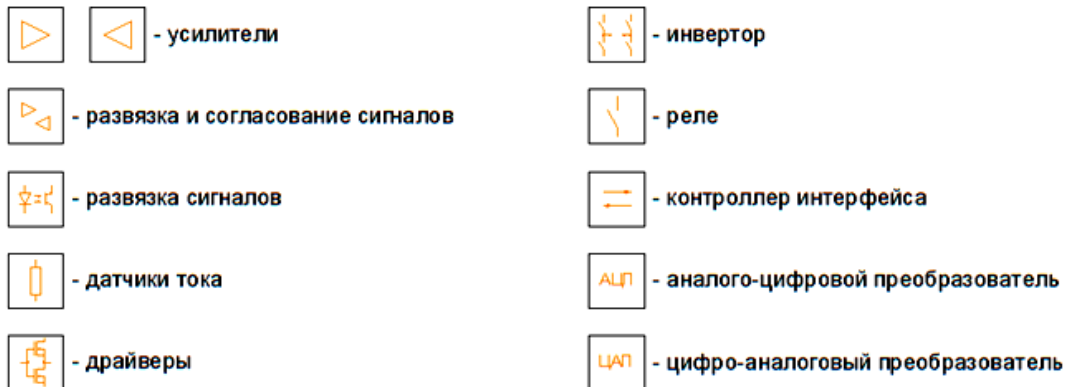 - усилители
- развязка и согласование сигналов
- развязка сигналов
- датчики тока
- драйверы
- инвертор
- реле
- контроллер интерфейса
АЦП - аналого-цифровой преобразователь
ЦАП - цифро-аналоговый преобразователь